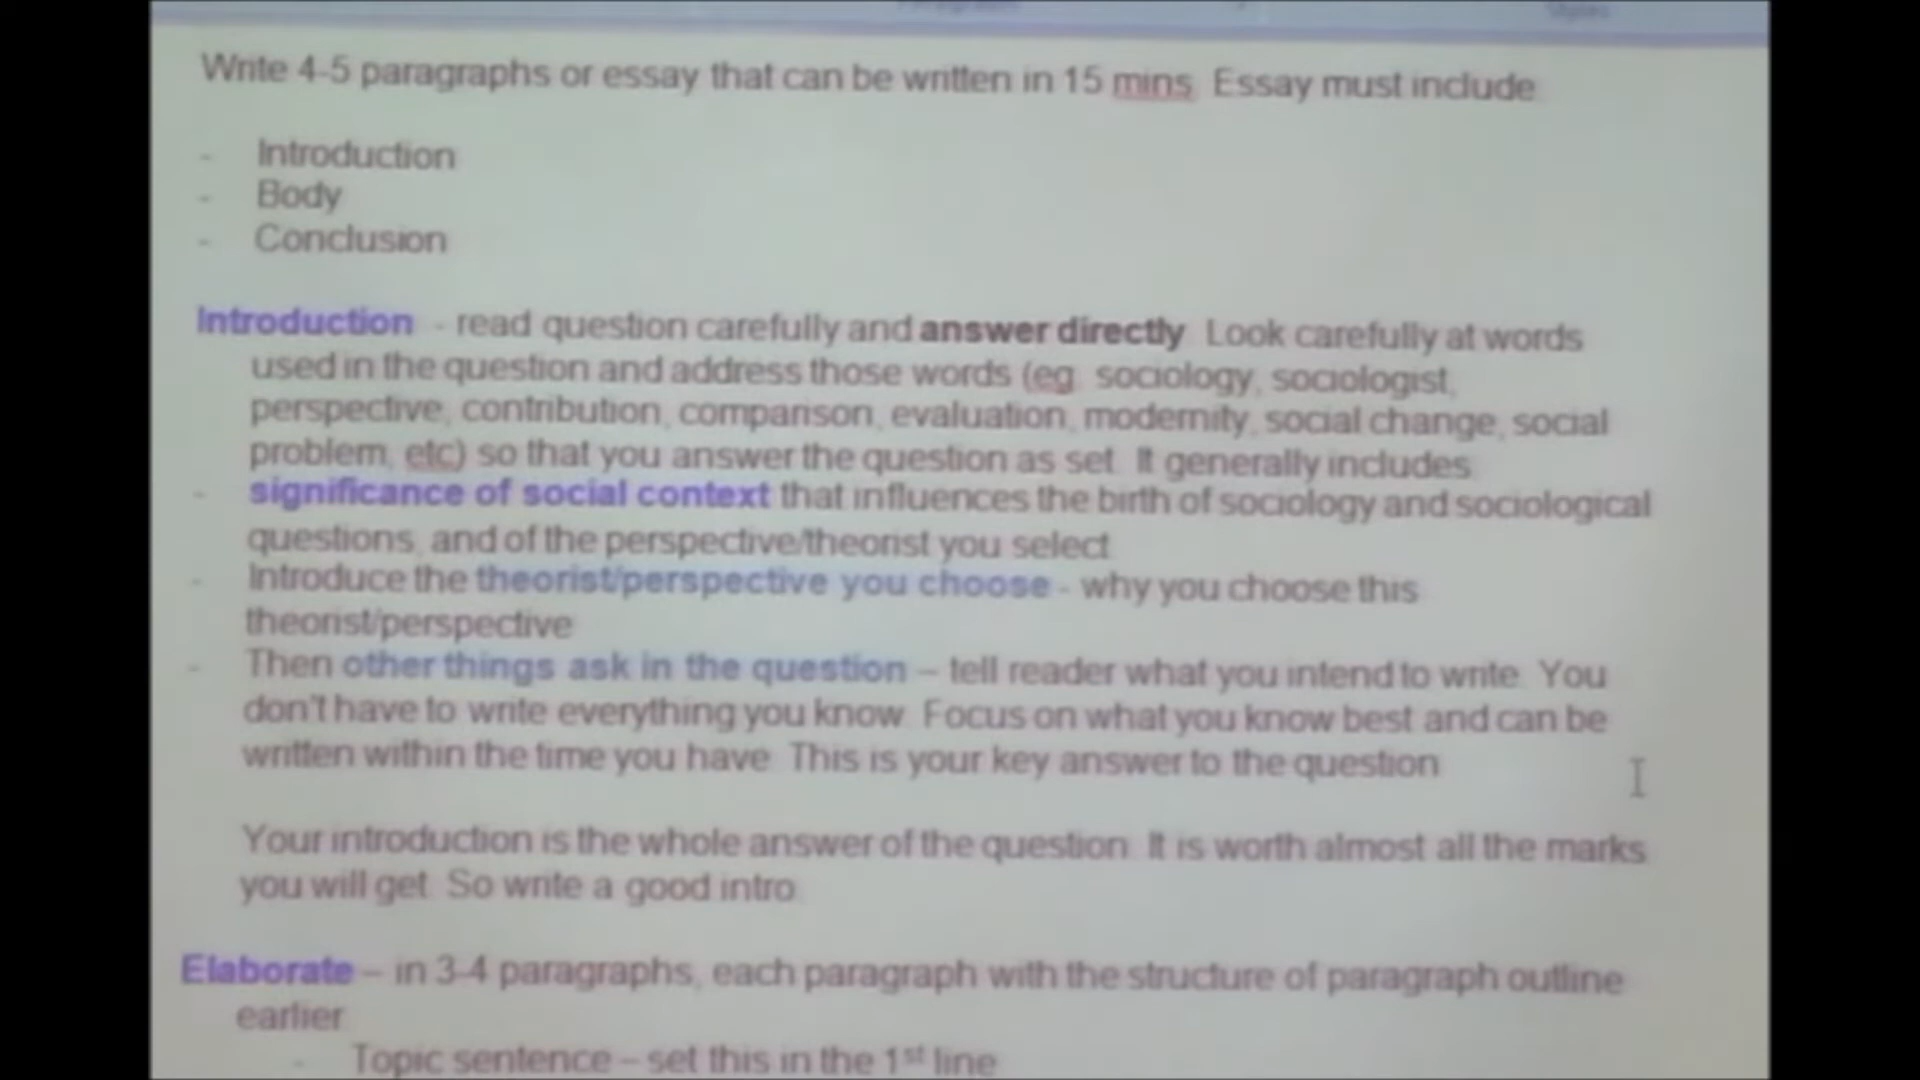 Write 4-5 paragraphs or essay that can be written in 15 mins. Essay must include
- Introduction
- Body
- Conclusion
Introduction - read question carefully and answer directly. Look carefully at words
used in the question and address those words (eg. sociology, sociologist,
perspective, contribution, comparison, evaluation, modernity, social change, social
problem, etc) so that you answer the question as set. It generally includes
- significance of social context that influences the birth of sociology and sociological
questions, and of the perspective/theorist you select
- Introduce the theorist/perspective you choose - why you choose this
theorist/perspective
- Then other things ask in the question – tell reader what you intend to write. You
don't have to write everything you know. Focus on what you know best and can be
written within the time you have. This is your key answer to the question
Your introduction is the whole answer of the question. It is worth almost all the marks
you will get. So write a good intro.
Elaborate – in 3-4 paragraphs, each paragraph with the structure of paragraph outline
earlier
- Topic sentence – set this in the 1st line